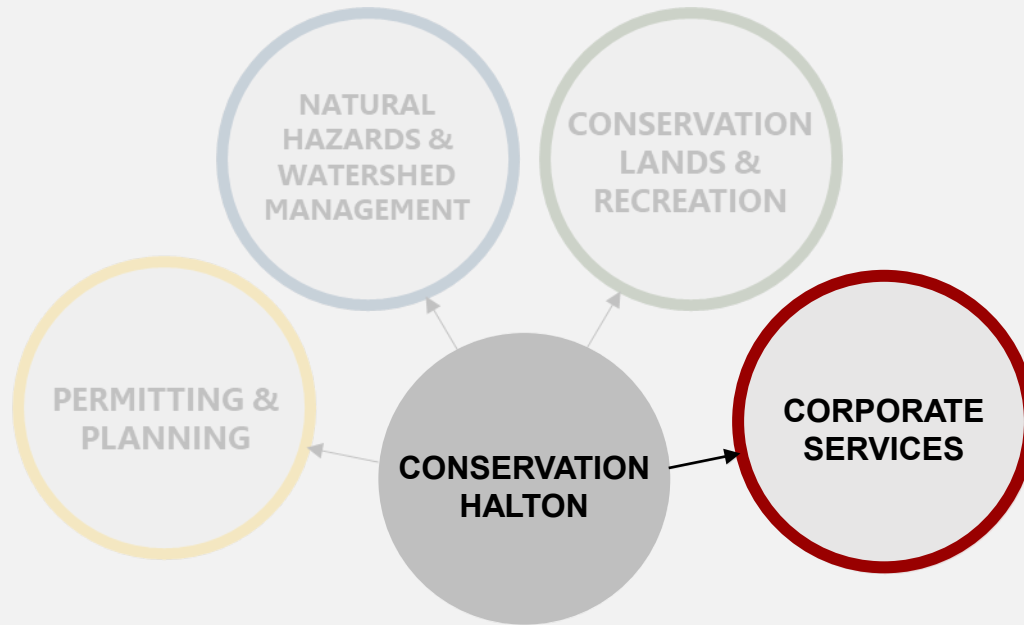 NATURAL
HAZARDS &
WATERSHED
MANAGEMENT
CONSERVATION
LANDS &
RECREATION
PERMITTING &
PLANNING
CONSERVATION
HALTON
CORPORATE
SERVICES